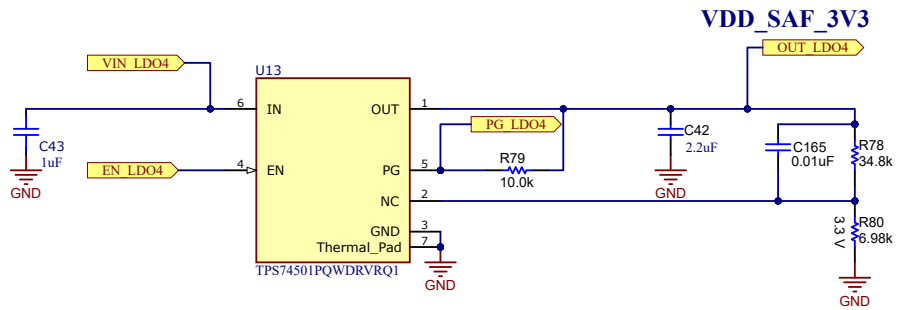 VDD_SAF_3V3
VIN_LDO4
OUT_LDO4
U13
6
IN
OUT
1
PG_LDO4
C43
1uF
GND
EN_LDO4
4
EN
PG
5
R79
10.0k
C42
2.2uF
GND
C165
0.01uF
R78
34.8k
NC
2
GND
3
Thermal_Pad
7
TPS74501PQWDRVRQ1
GND
3.3 V
R80
6.98k
GND